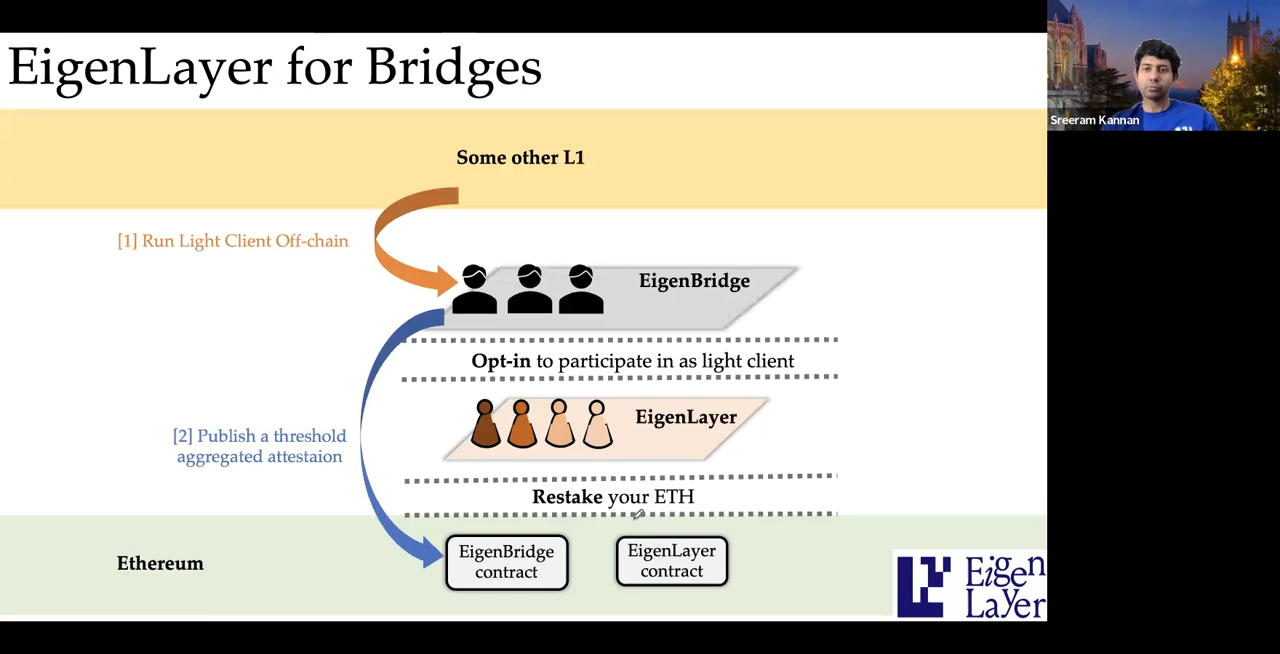 EigenLayer for Bridges
Sreeram Kannan
Some other L1
[1] Run Light Client Off-chain
EigenBridge
Opt-in to participate in as light client
EigenLayer
[2] Publish a threshold
aggregated attestaion
Restake your ETH
Ethereum
EigenBridge
contract
EigenLayer
contract
Eigen
Layer